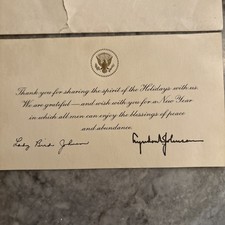 Thank you for sharing the spirit of the Holidays with us.
We are grateful—and wish with you for a New Year
in which all men can enjoy the blessings of peace
and abundance.
Lady Bird Johnson Lyndon B. Johnson